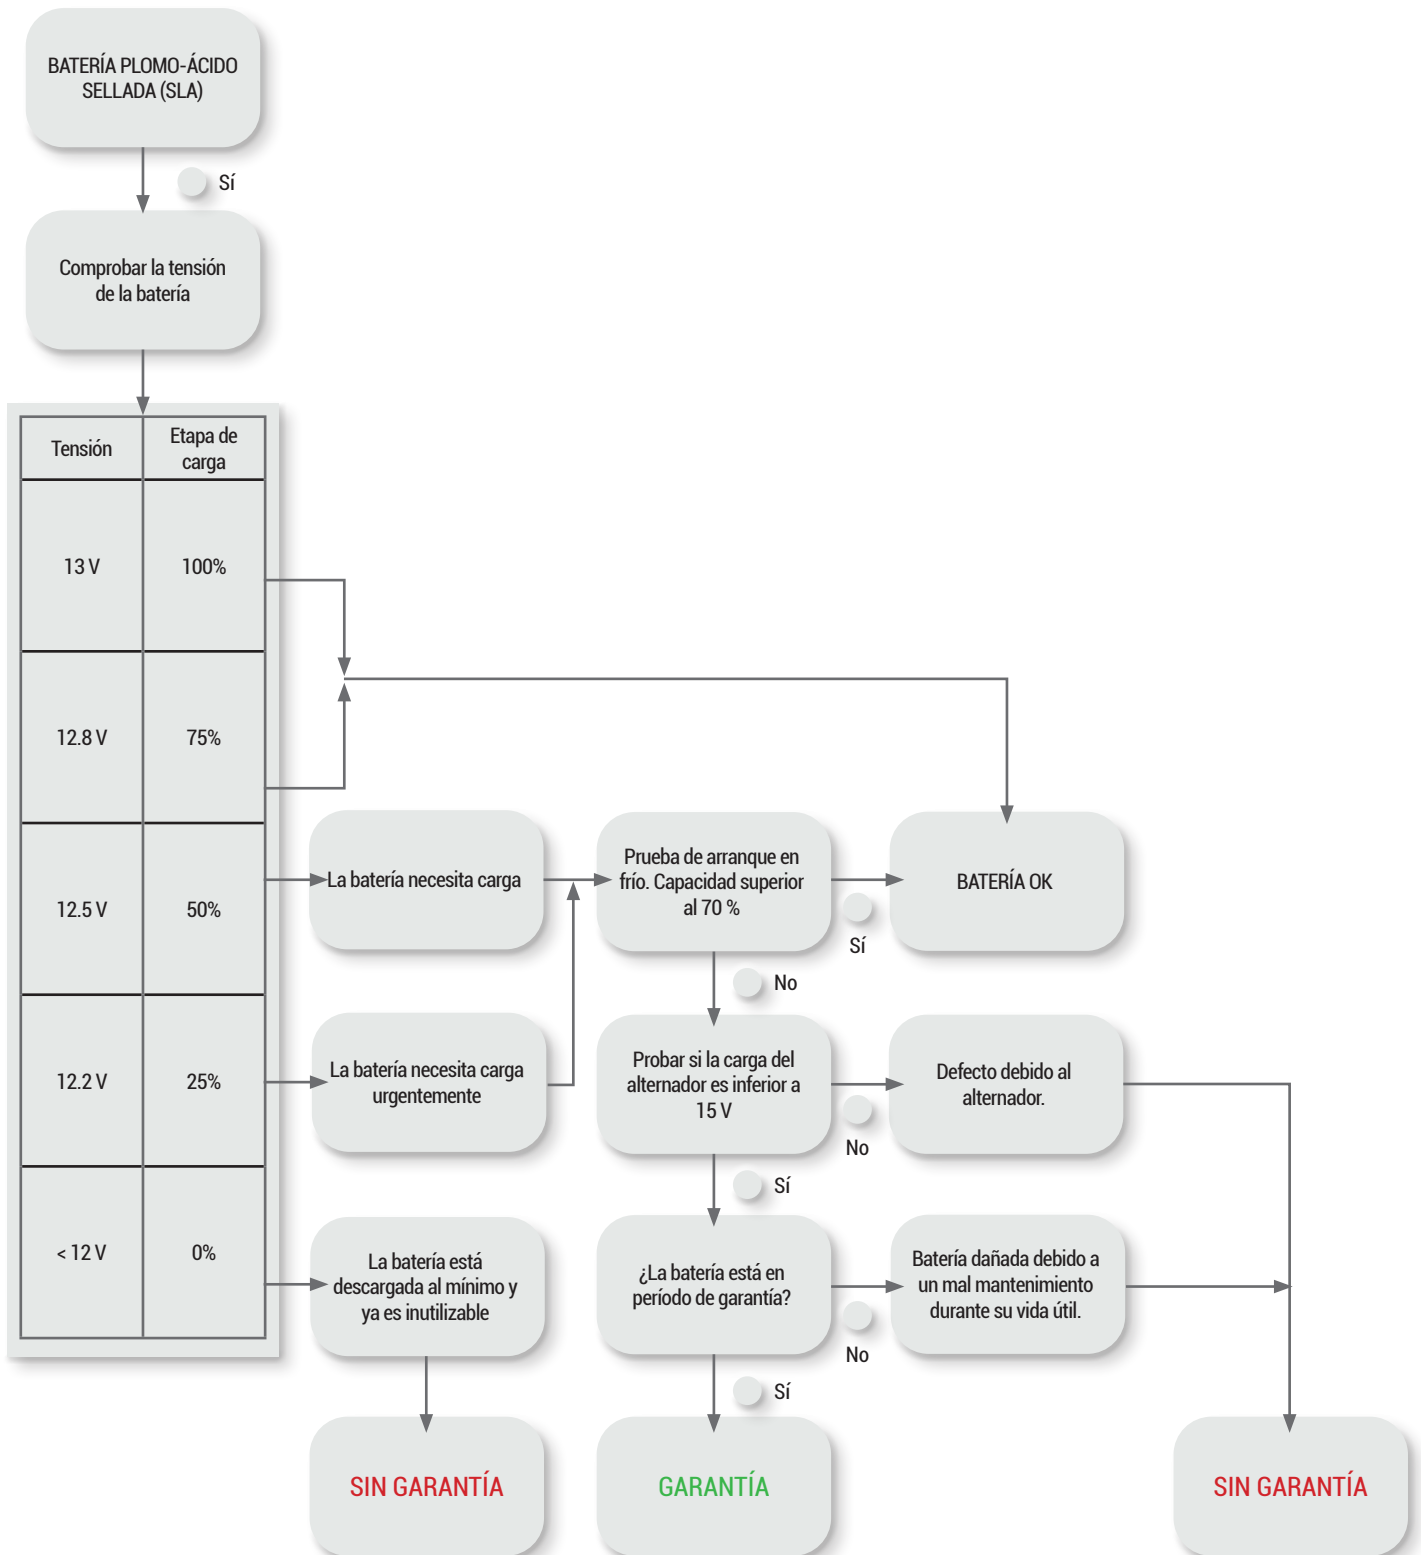 BATERÍA PLOMO-ÁCIDO
SELLADA (SLA)
Sí
Comprobar la tensión
de la batería
Tensión
Etapa de
carga
13 V
100%
12.8 V
75%
12.5 V
50%
La batería necesita carga
Prueba de arranque en
frío. Capacidad superior
al 70 %
Sí
BATERÍA OK
No
12.2 V
25%
La batería necesita carga
urgentemente
Probar si la carga del
alternador es inferior a
15 V
No
Defecto debido al
alternador.
Sí
< 12 V
0%
La batería está
descargada al mínimo y
ya es inutilizable
¿La batería está en
período de garantía?
No
Batería dañada debido a
un mal mantenimiento
durante su vida útil.
Sí
SIN GARANTÍA
GARANTÍA
SIN GARANTÍA